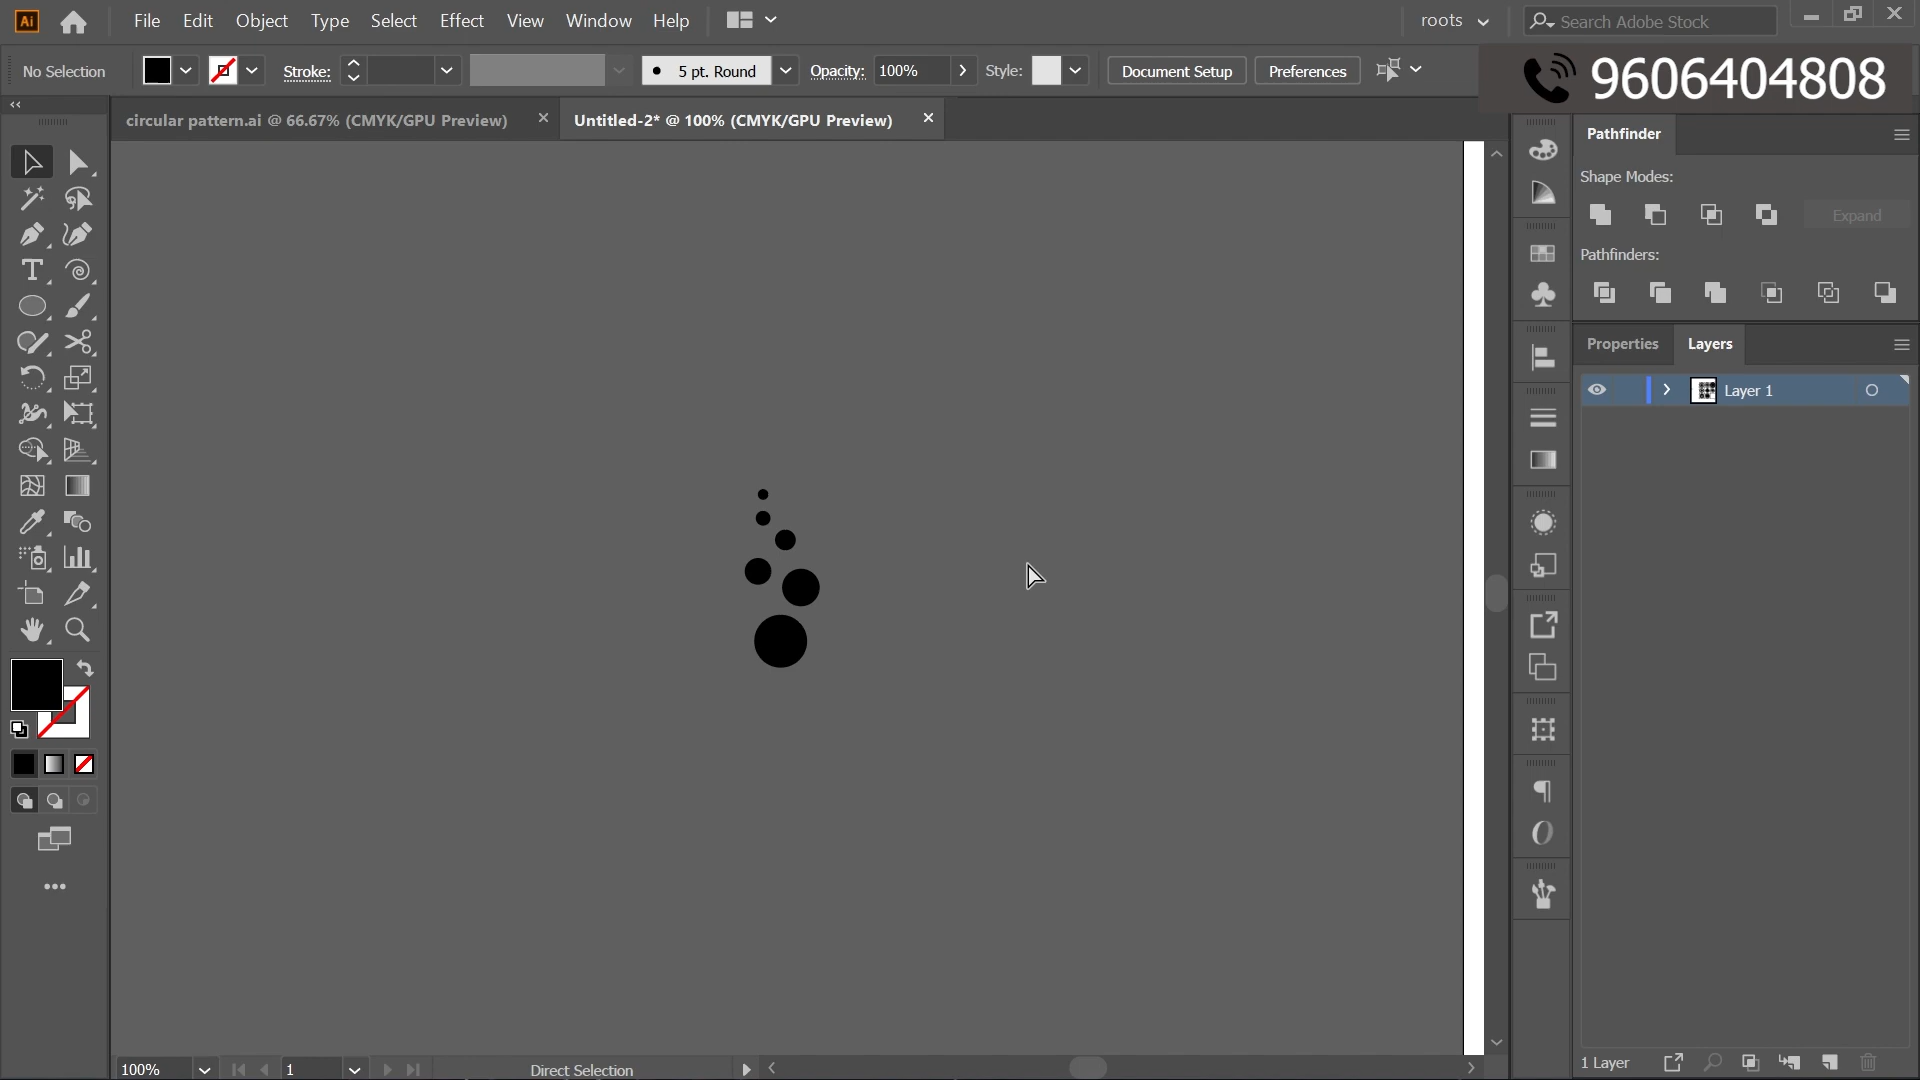 Ai File Edit Object Type Select Effect View Window Help roots Search Adobe Stock
No Selection Stroke: 5 pt. Round Opacity: 100% Style: Document Setup Preferences 9606404808
circular pattern.ai @ 66.67% (CMYK/GPU Preview) Untitled-2* @ 100% (CMYK/GPU Preview)
Pathfinder
Shape Modes:
Expand
Pathfinders:
Properties Layers
Layer 1
1 Layer
100% 1 Direct Selection